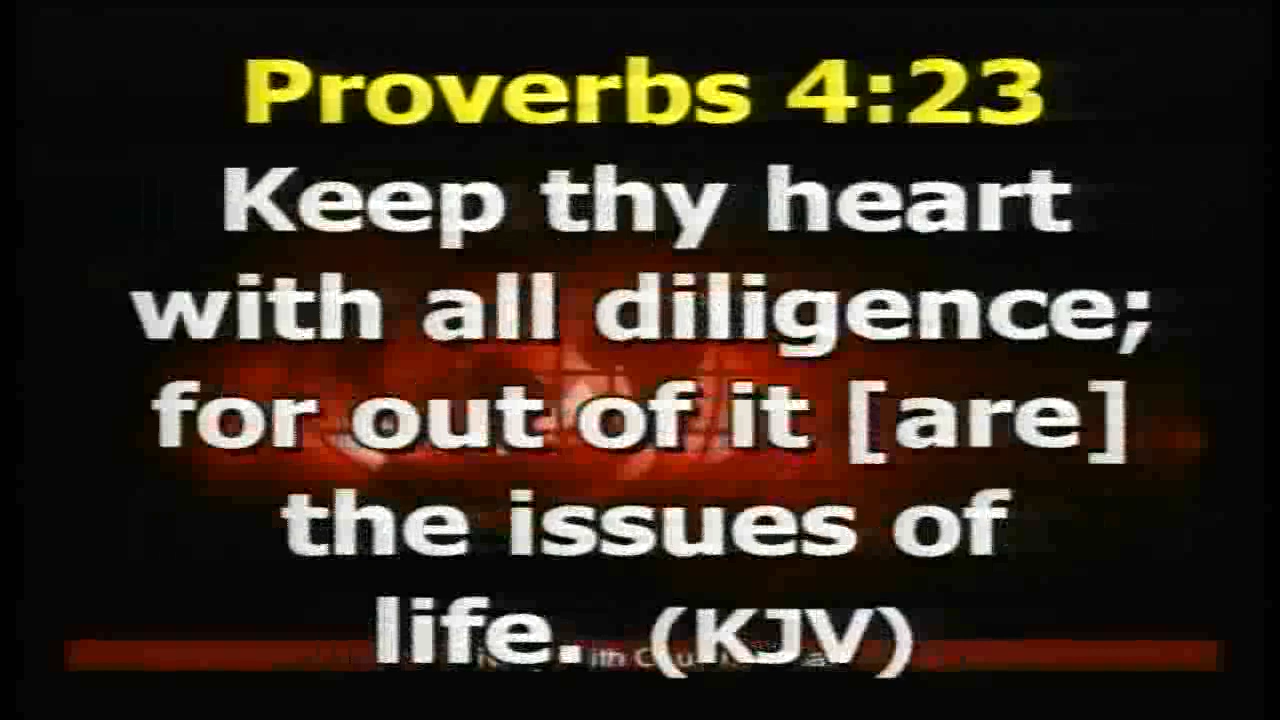 Proverbs 4:23
Keep thy heart
with all diligence;
for out of it [are]
the issues of
life. (KJV)